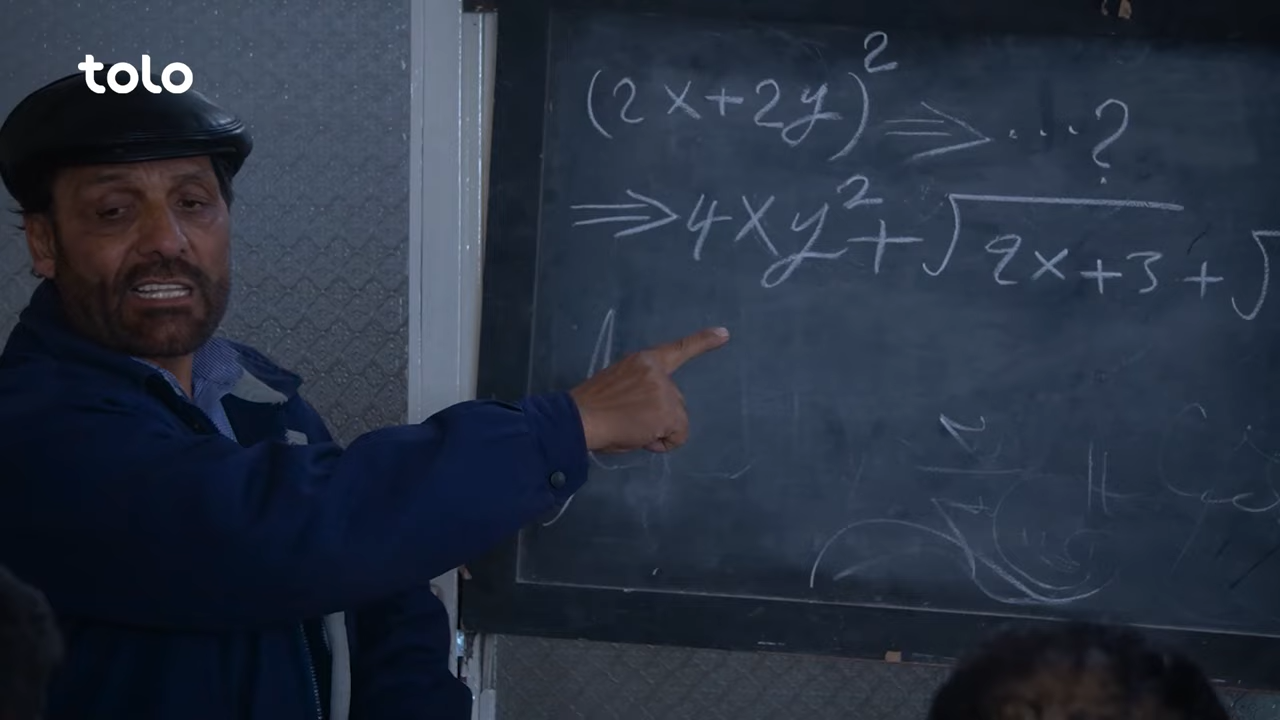 tolo
(2x+2y)² ⇒ ...?
⇒ 4xy² + √2x+3 + √